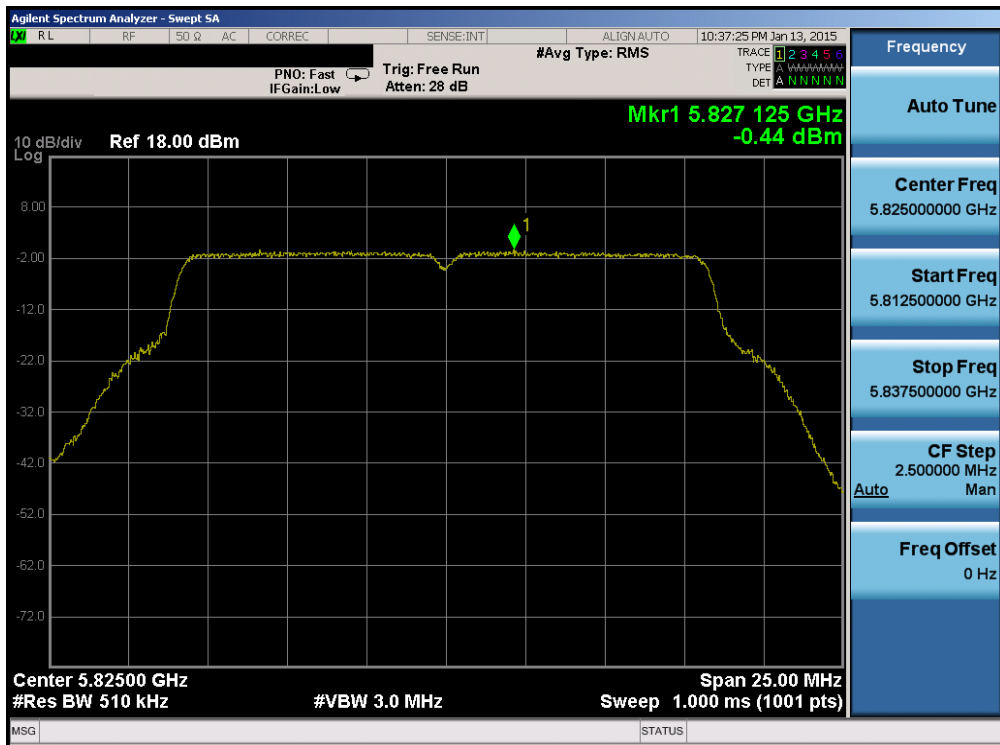 Agilent Spectrum Analyzer - Swept SA
LXI RL RF 50 Ω AC CORREC SENSE:INT ALIGN AUTO 10:37:25 PM Jan 13, 2015
#Avg Type: RMS TRACE 1 2 3 4 5 6
PNO: Fast Trig: Free Run TYPE A WWWWW
IFGain:Low Atten: 28 dB DET A N N N N N
Mkr1 5.827 125 GHz
10 dB/div Ref 18.00 dBm -0.44 dBm
Log
8.00
1
-2.00
-12.0
-22.0
-32.0
-42.0
-52.0
-62.0
-72.0
Center 5.82500 GHz Span 25.00 MHz
#Res BW 510 kHz #VBW 3.0 MHz Sweep 1.000 ms (1001 pts)
MSG STATUS
Frequency
Auto Tune
Center Freq
5.825000000 GHz
Start Freq
5.812500000 GHz
Stop Freq
5.837500000 GHz
CF Step
2.500000 MHz
Auto Man
Freq Offset
0 Hz